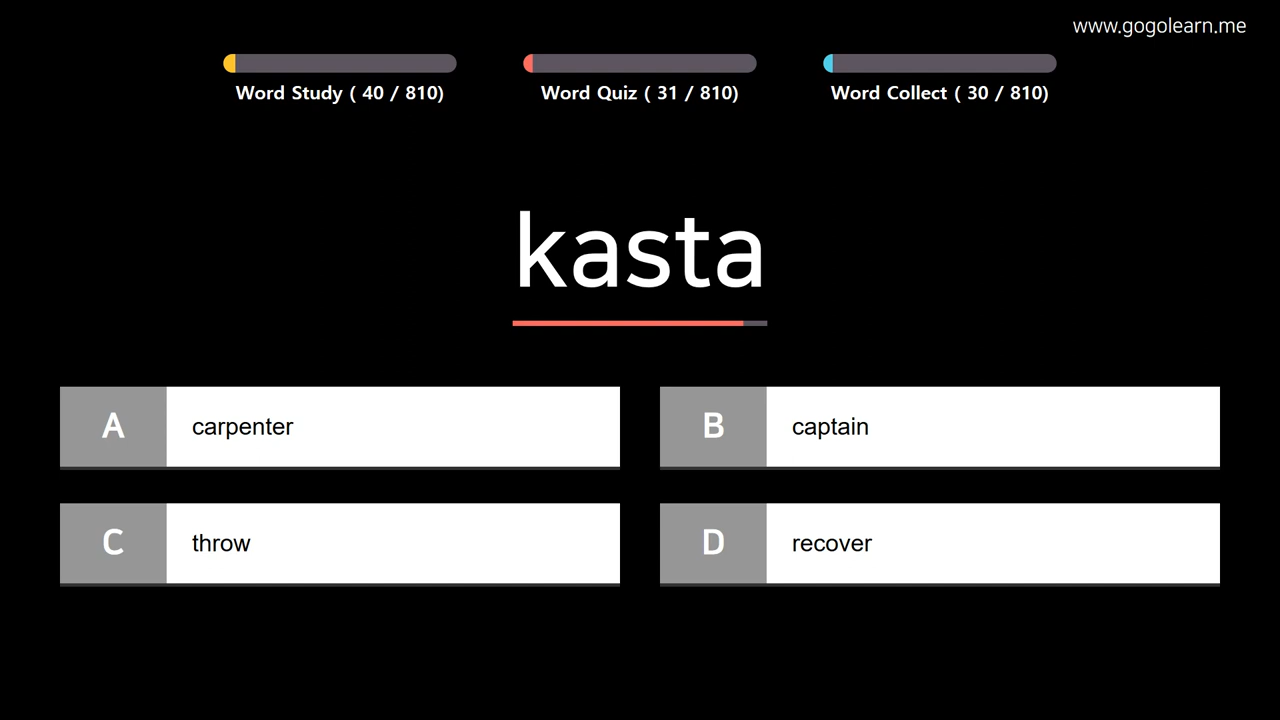 www.gogolearn.me
Word Study ( 40 / 810)
Word Quiz ( 31 / 810)
Word Collect ( 30 / 810)
kasta
A carpenter
B captain
C throw
D recover